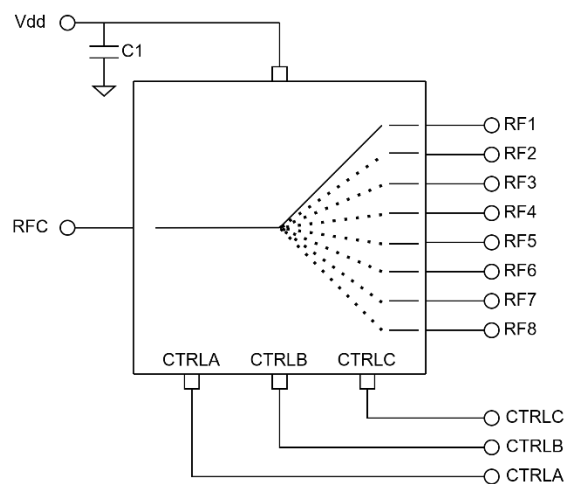 Vdd
C1
RF1
RF2
RF3
RF4
RFC
RF5
RF6
RF7
RF8
CTRLA CTRLB CTRLC
CTRLC
CTRLB
CTRLA